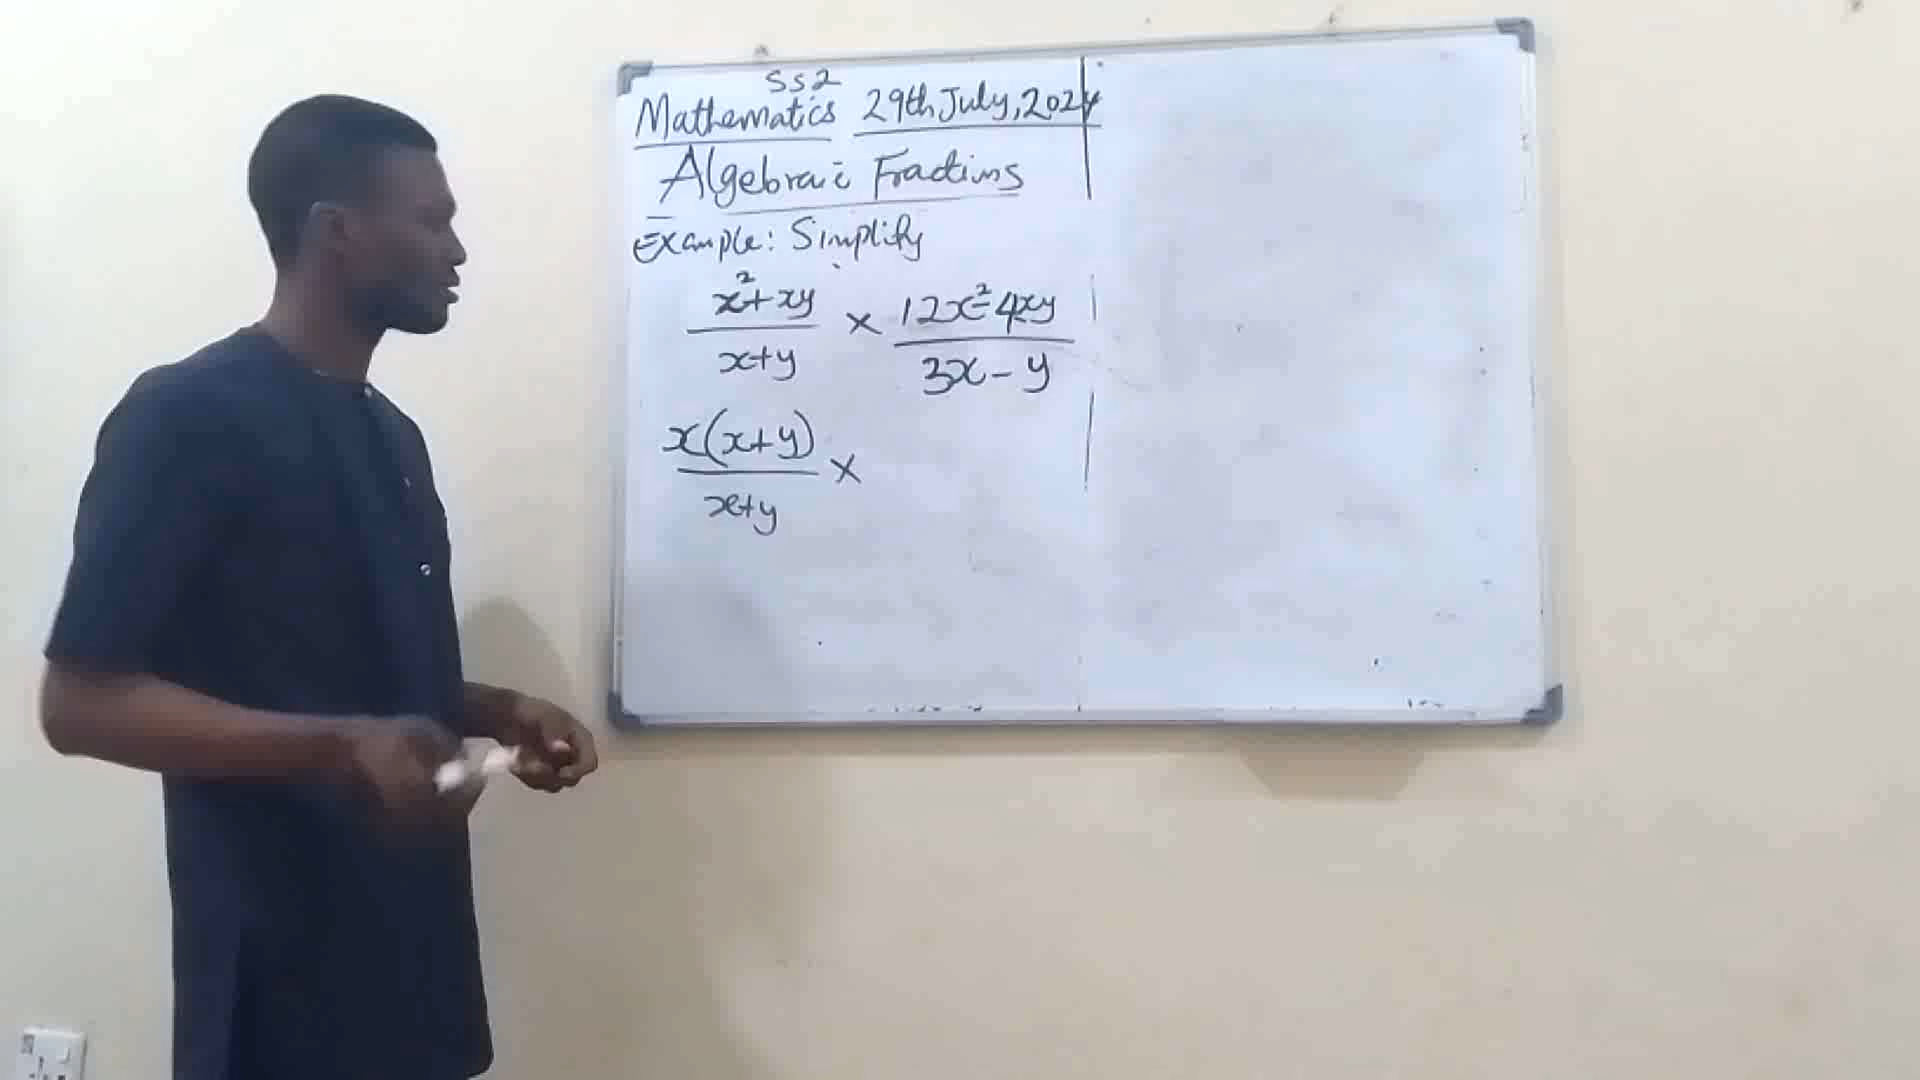 SS2
Mathematics 29th July, 2024
Algebraic Fractions
Example: Simplify
x²+xy × 12x²-4xy
x+y 3x-y
x(x+y) ×
x+y